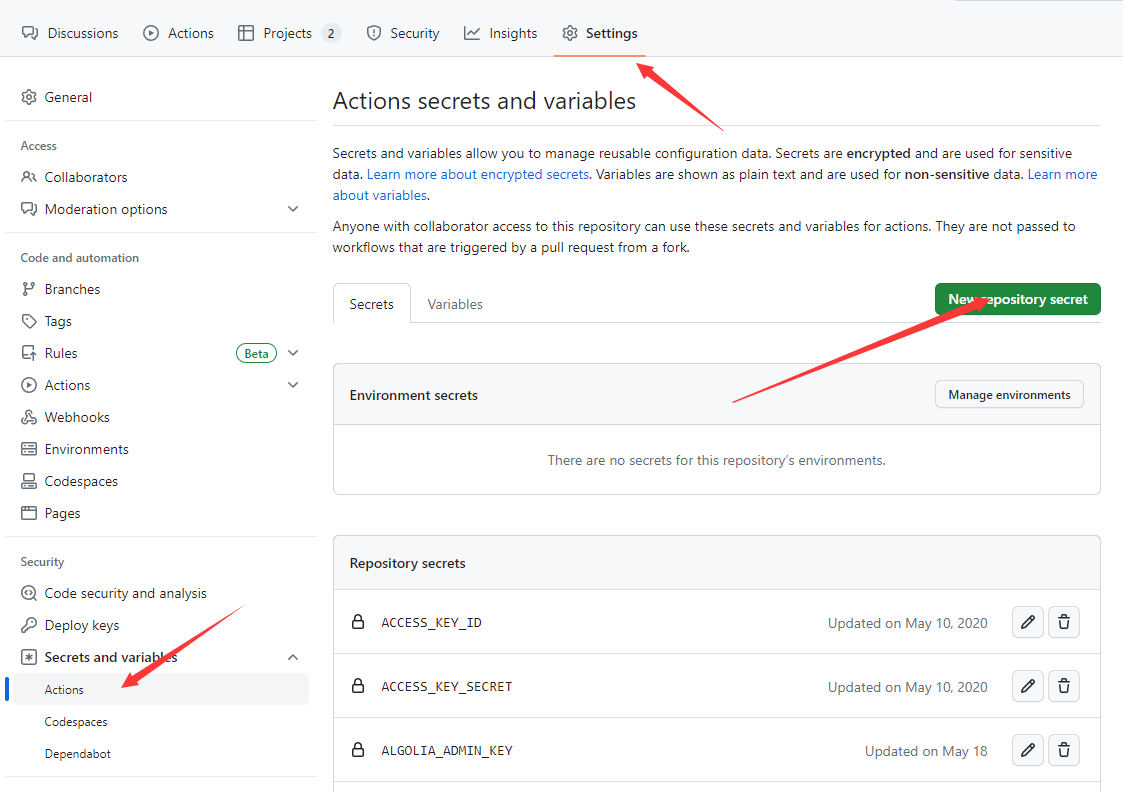 Discussions
Actions
Projects 2
Security
Insights
Settings
General
Access
Collaborators
Moderation options
Code and automation
Branches
Tags
Rules Beta
Actions
Webhooks
Environments
Codespaces
Pages
Security
Code security and analysis
Deploy keys
Secrets and variables
Actions
Codespaces
Dependabot
Actions secrets and variables
Secrets and variables allow you to manage reusable configuration data. Secrets are encrypted and are used for sensitive
data. Learn more about encrypted secrets. Variables are shown as plain text and are used for non-sensitive data. Learn more
about variables.
Anyone with collaborator access to this repository can use these secrets and variables for actions. They are not passed to
workflows that are triggered by a pull request from a fork.
Secrets
Variables
New repository secret
Environment secrets
Manage environments
There are no secrets for this repository’s environments.
Repository secrets
ACCESS_KEY_ID Updated on May 10, 2020
ACCESS_KEY_SECRET Updated on May 10, 2020
ALGOLIA_ADMIN_KEY Updated on May 18